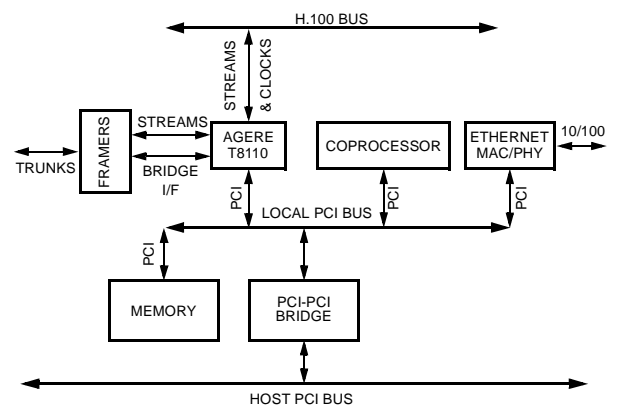 H.100 BUS
STREAMS
& CLOCKS
FRAMERS
STREAMS
AGERE
T8110
COPROCESSOR
ETHERNET
MAC/PHY
10/100
TRUNKS
BRIDGE
I/F
PCI
LOCAL PCI BUS
PCI
PCI
PCI
MEMORY
PCI-PCI
BRIDGE
HOST PCI BUS